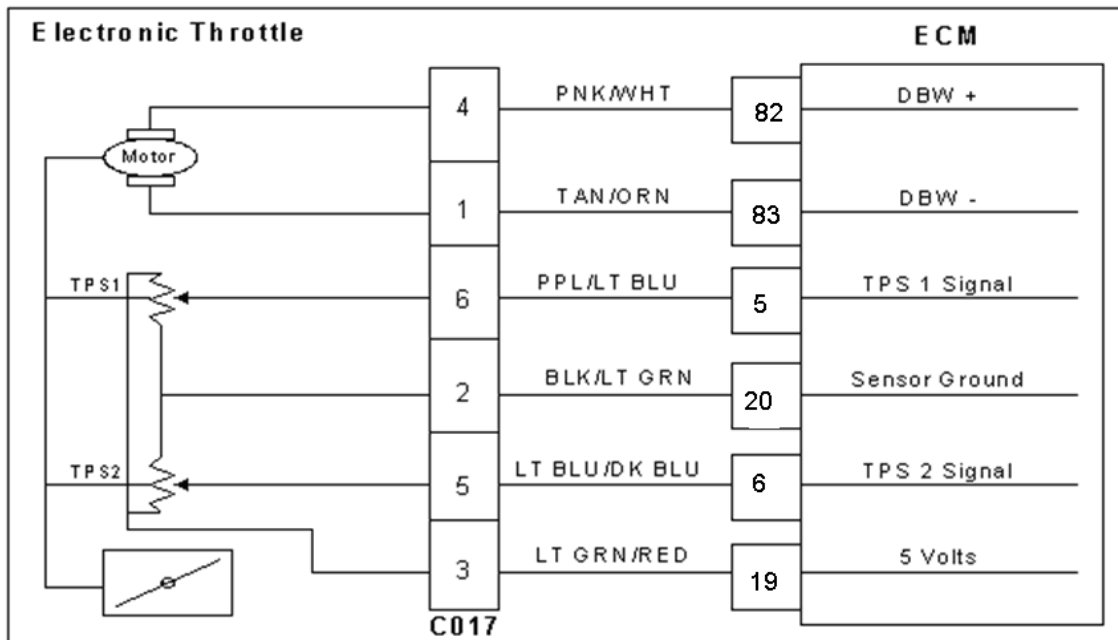 Electronic Throttle
ECM
4
PNK/WHT
82
DBW +
Motor
1
TAN/ORN
83
DBW -
TPS1
6
PPL/LT BLU
5
TPS 1 Signal
2
BLK/LT GRN
20
Sensor Ground
TPS2
5
LT BLU/DK BLU
6
TPS 2 Signal
3
LT GRN/RED
19
5 Volts
C017